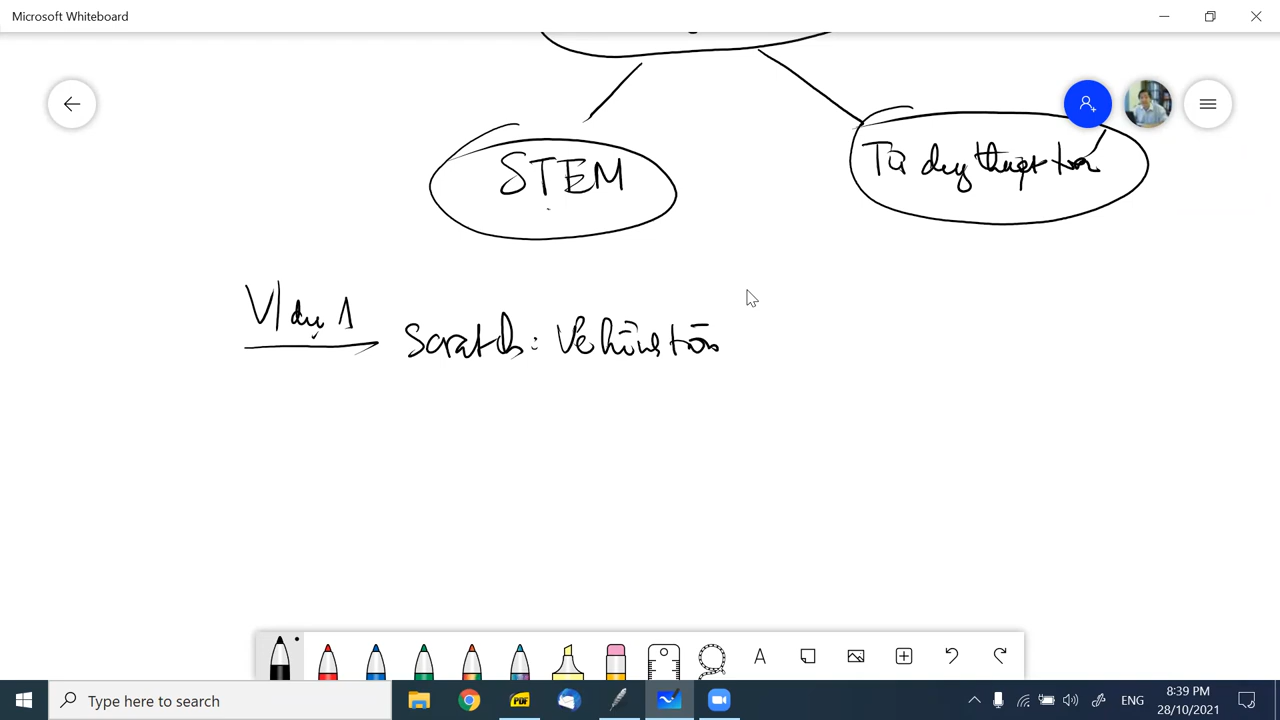 Microsoft Whiteboard
STEM
Tư duy thuật toán
V/dụ 1
Scratch: Vẽ hình tròn
A
Type here to search
PDF
ENG
8:39 PM
28/10/2021